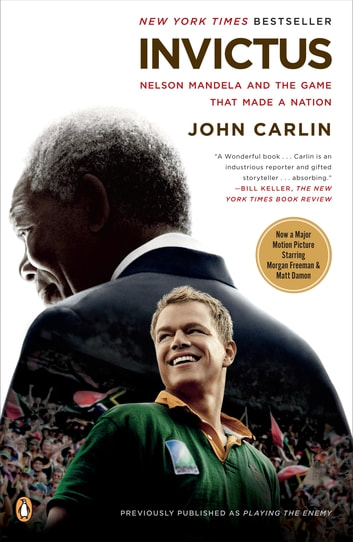 NEW YORK TIMES BESTSELLER
INVICTUS
NELSON MANDELA AND THE GAME
THAT MADE A NATION
JOHN CARLIN
"A Wonderful book . . . Carlin is an
industrious reporter and gifted
storyteller . . . absorbing."
—BILL KELLER, THE NEW
YORK TIMES BOOK REVIEW
Now a Major
Motion Picture
Starring
Morgan Freeman &
Matt Damon
PREVIOUSLY PUBLISHED AS PLAYING THE ENEMY